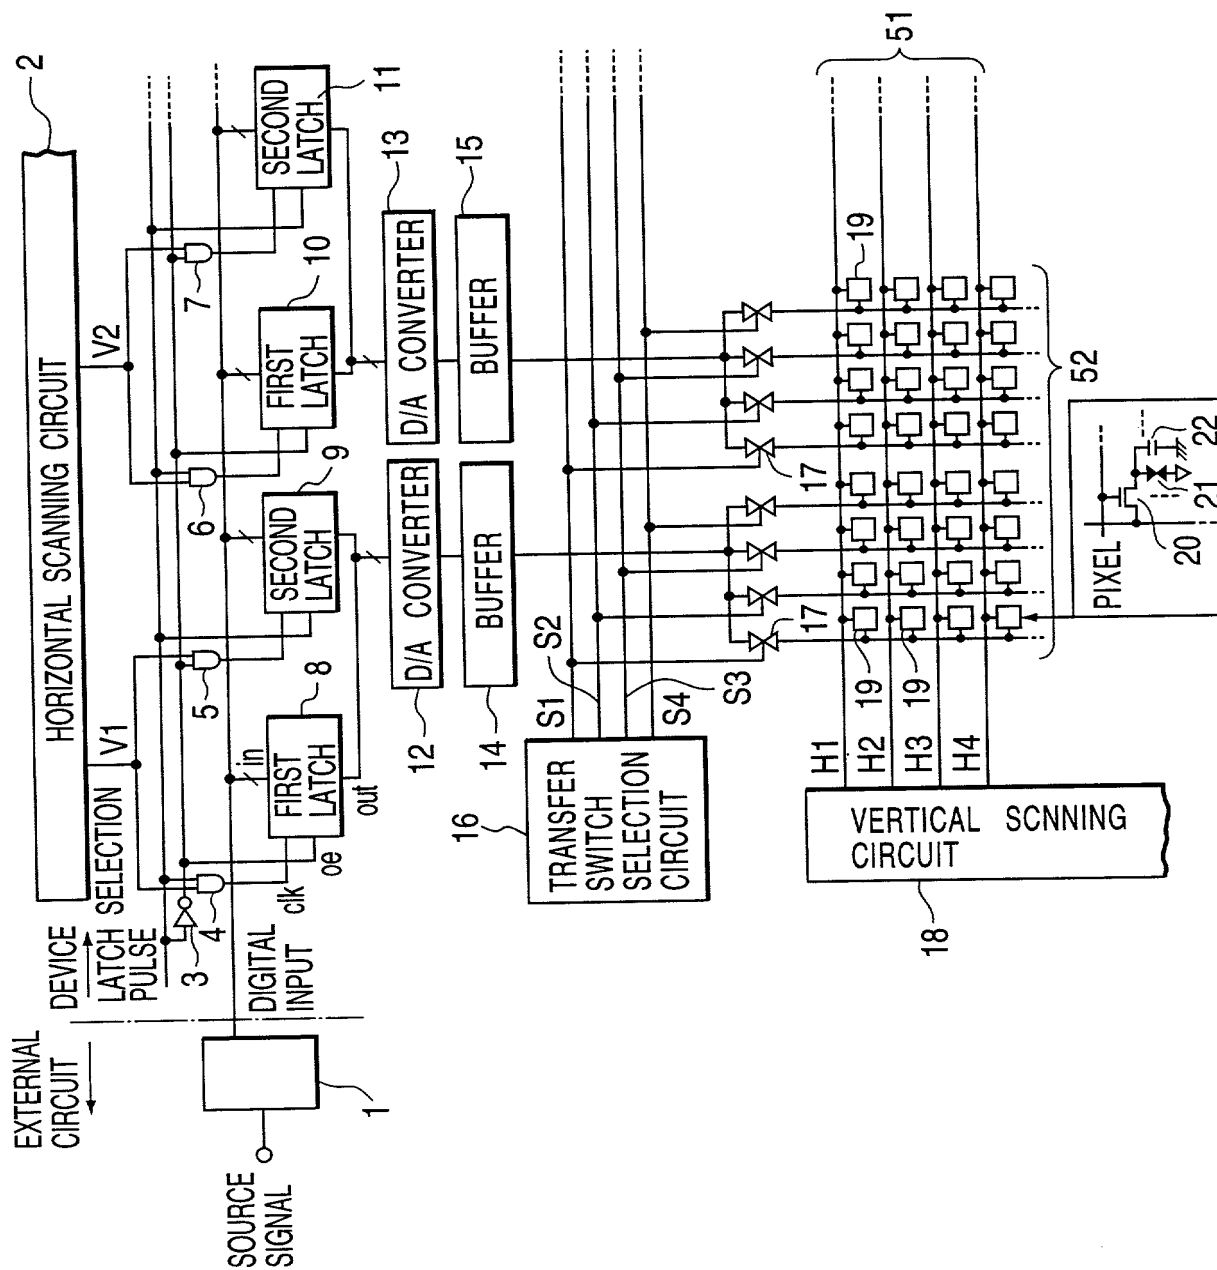 2
HORIZONTAL SCANNING CIRCUIT
EXTERNAL
CIRCUIT
DEVICE
LATCH SELECTION
PULSE
V1
V2
3
4
5
6
7
SOURCE
SIGNAL
1
DIGITAL
INPUT
clk
oe
in
out
FIRST
LATCH
8
SECOND
LATCH
9
FIRST
LATCH
10
SECOND
LATCH
11
D/A CONVERTER
12
D/A CONVERTER
13
BUFFER
14
BUFFER
15
TRANSFER
SWITCH
SELECTION
CIRCUIT
16
S1
S2
S3
S4
17
17
VERTICAL SCNNING
CIRCUIT
18
H1
H2
H3
H4
19
19
19
51
52
PIXEL
20
21
22